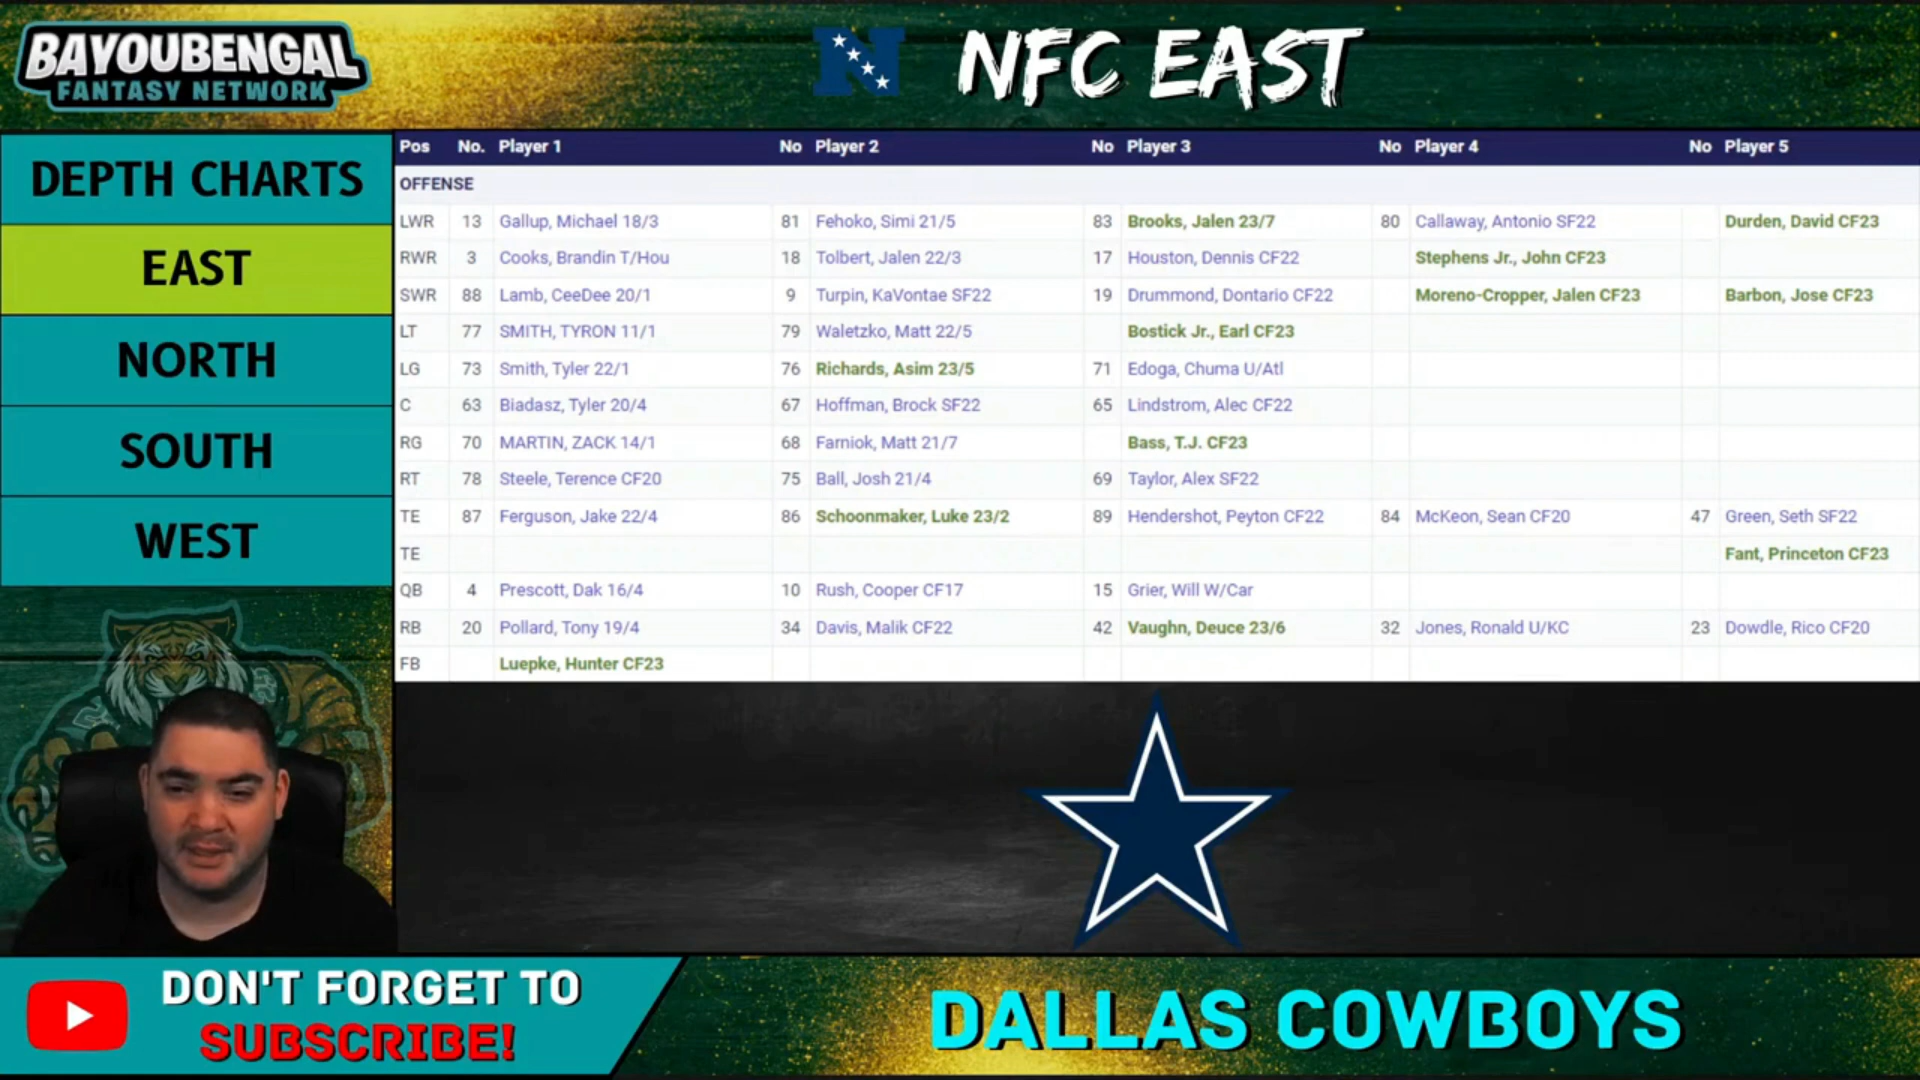 BAYOUBENGAL
FANTASY NETWORK
NFC EAST
DEPTH CHARTS
EAST
NORTH
SOUTH
WEST
Pos No. Player 1 No Player 2 No Player 3 No Player 4 No Player 5
OFFENSE
LWR 13 Gallup, Michael 18/3 81 Fehoko, Simi 21/5 83 Brooks, Jalen 23/7 80 Callaway, Antonio SF22 Durden, David CF23
RWR 3 Cooks, Brandin T/Hou 18 Tolbert, Jalen 22/3 17 Houston, Dennis CF22 Stephens Jr., John CF23
SWR 88 Lamb, CeeDee 20/1 9 Turpin, KaVontae SF22 19 Drummond, Dontario CF22 Moreno-Cropper, Jalen CF23 Barbon, Jose CF23
LT 77 SMITH, TYRON 11/1 79 Waletzko, Matt 22/5 Bostick Jr., Earl CF23
LG 73 Smith, Tyler 22/1 76 Richards, Asim 23/5 71 Edoga, Chuma U/Atl
C 63 Biadasz, Tyler 20/4 67 Hoffman, Brock SF22 65 Lindstrom, Alec CF22
RG 70 MARTIN, ZACK 14/1 68 Farniok, Matt 21/7 Bass, T.J. CF23
RT 78 Steele, Terence CF20 75 Ball, Josh 21/4 69 Taylor, Alex SF22
TE 87 Ferguson, Jake 22/4 86 Schoonmaker, Luke 23/2 89 Hendershot, Peyton CF22 84 McKeon, Sean CF20 47 Green, Seth SF22
TE Fant, Princeton CF23
QB 4 Prescott, Dak 16/4 10 Rush, Cooper CF17 15 Grier, Will W/Car
RB 20 Pollard, Tony 19/4 34 Davis, Malik CF22 42 Vaughn, Deuce 23/6 32 Jones, Ronald U/KC 23 Dowdle, Rico CF20
FB Luepke, Hunter CF23
DON'T FORGET TO
SUBSCRIBE!
DALLAS COWBOYS